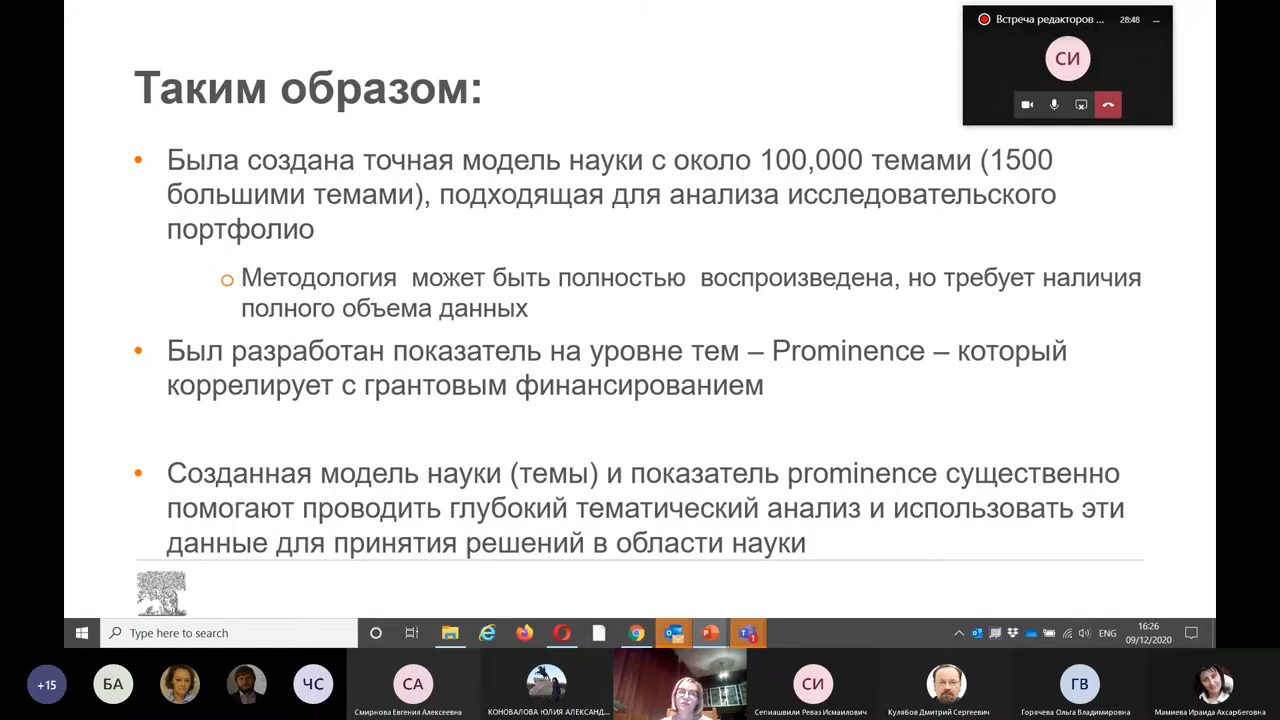 Встреча редакторов ...
28:48
СИ
Таким образом:
• Была создана точная модель науки с около 100,000 темами (1500
большими темами), подходящая для анализа исследовательского
портфолио
o Методология может быть полностью воспроизведена, но требует наличия
полного объема данных
• Был разработан показатель на уровне тем – Prominence – который
коррелирует с грантовым финансированием
• Созданная модель науки (темы) и показатель prominence существенно
помогают проводить глубокий тематический анализ и использовать эти
данные для принятия решений в области науки
Type here to search
ENG
16:26
09/12/2020
+15
БА
ЧС
СА
СИ
ГВ
Смирнова Евгения Алексеевна
КОНОВАЛОВА ЮЛИЯ АЛЕКСАНД...
Сепиашвили Реваз Исмаилович
Кулябов Дмитрий Сергеевич
Горячева Ольга Владимировна
Мамиева Ираида Ахсарбеговна